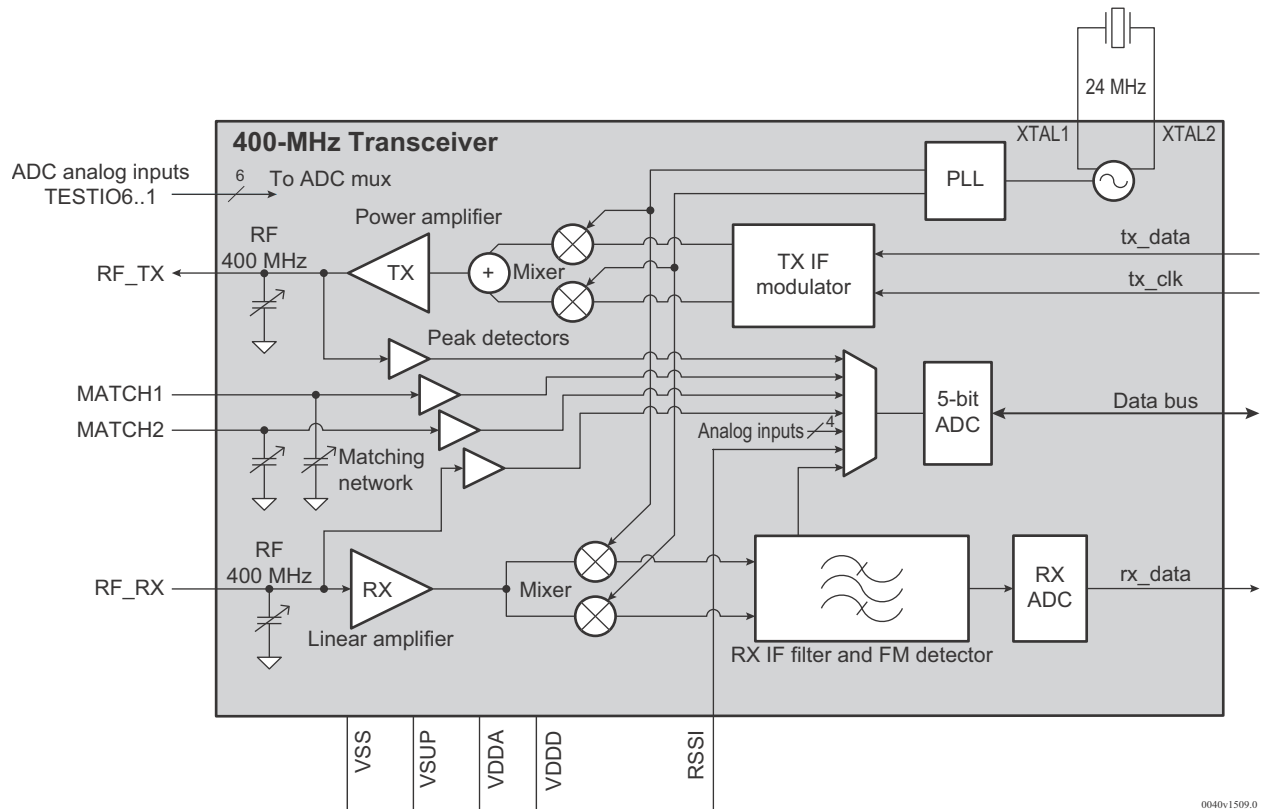 24 MHz
XTAL1
XTAL2
400-MHz Transceiver
ADC analog inputs
TESTIO6..1
6
To ADC mux
PLL
Power amplifier
RF
400 MHz
RF_TX
TX
+
Mixer
TX IF
modulator
tx_data
tx_clk
Peak detectors
MATCH1
MATCH2
Matching
network
Analog inputs
4
5-bit
ADC
Data bus
RF
400 MHz
RF_RX
RX
Linear amplifier
Mixer
RX IF filter and FM detector
RX
ADC
rx_data
VSS
VSUP
VDDA
VDDD
RSSI
0040v1509.0